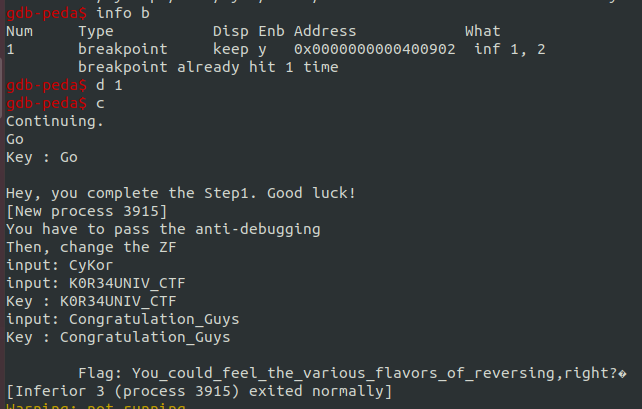 gdb-peda$ info b
Num     Type           Disp Enb Address            What
1       breakpoint     keep y   0x0000000000400902  inf 1, 2
        breakpoint already hit 1 time
gdb-peda$ d 1
gdb-peda$ c
Continuing.
Go
Key : Go
Hey, you complete the Step1. Good luck!
[New process 3915]
You have to pass the anti-debugging
Then, change the ZF
input: CyKor
input: K0R34UNIV_CTF
Key : K0R34UNIV_CTF
input: Congratulation_Guys
Key : Congratulation_Guys
        Flag: You_could_feel_the_various_flavors_of_reversing,right?�
[Inferior 3 (process 3915) exited normally]
Warning: not running